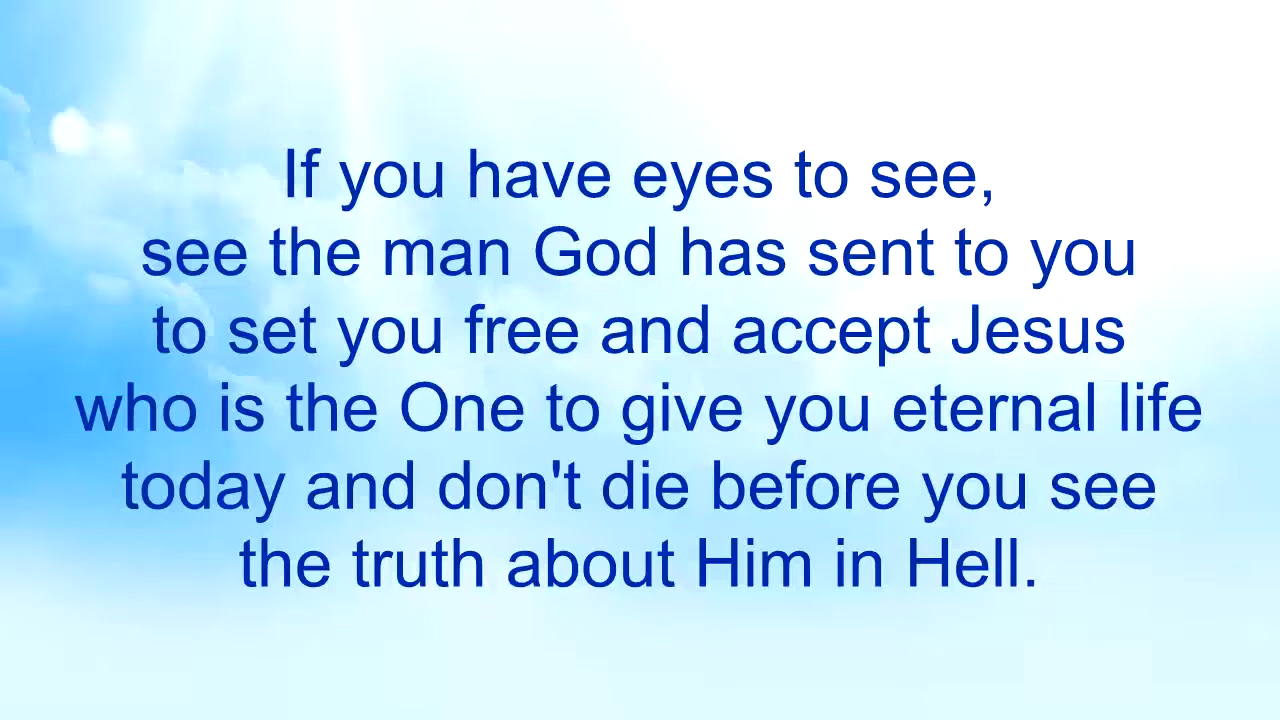 If you have eyes to see,
see the man God has sent to you
to set you free and accept Jesus
who is the One to give you eternal life
today and don't die before you see
the truth about Him in Hell.